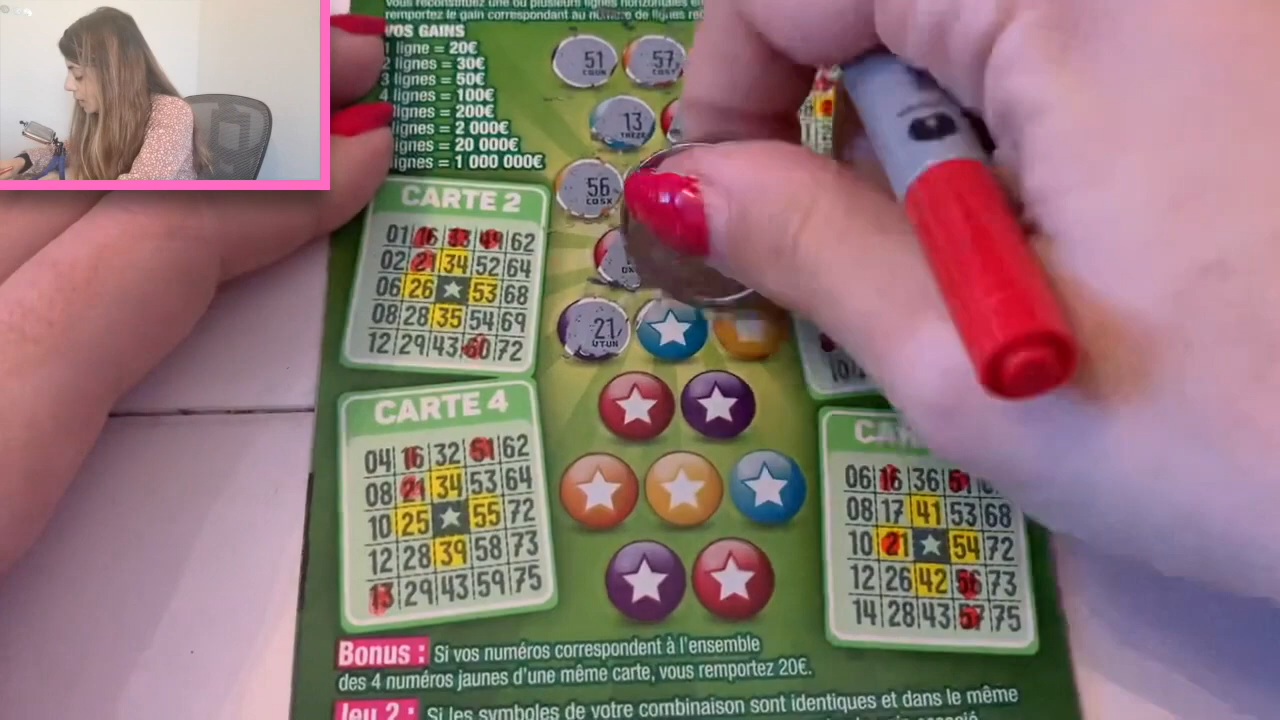 remportez le gain correspondant au nombre de lignes
VOS GAINS
1 ligne = 20€
2 lignes = 30€
3 lignes = 50€
4 lignes = 100€
lignes = 200€
lignes = 2 000€
lignes = 20 000€
lignes = 1 000 000€
51
57
13
TREZE
56
21
CARTE 2
01 16 33 49 62
02 21 34 52 64
06 26 53 68
08 28 35 54 69
12 29 43 60 72
CARTE 4
04 16 32 51 62
08 21 34 53 64
10 25 55 72
12 28 39 58 73
13 29 43 59 75
06 16 36 51
08 17 41 53 68
10 21 54 72
12 26 42 56 73
14 28 43 57 75
Bonus : Si vos numéros correspondent à l'ensemble
des 4 numéros jaunes d'une même carte, vous remportez 20€.
Jeu 2 : Si les symboles de votre combinaison sont identiques et dans le même